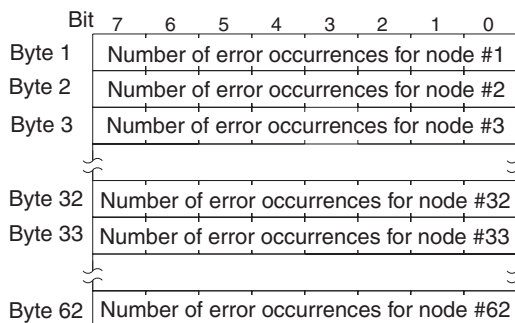 Bit 7 6 5 4 3 2 1 0
Byte 1 Number of error occurrences for node #1
Byte 2 Number of error occurrences for node #2
Byte 3 Number of error occurrences for node #3
Byte 32 Number of error occurrences for node #32
Byte 33 Number of error occurrences for node #33
Byte 62 Number of error occurrences for node #62